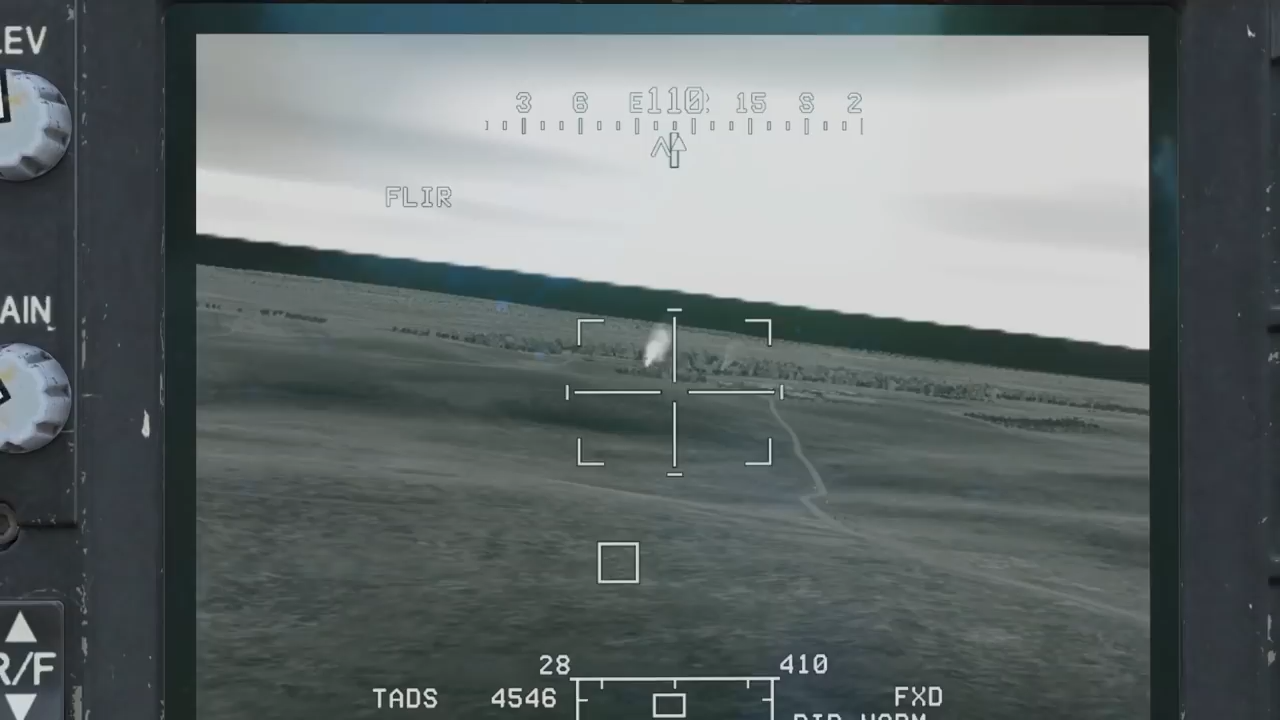 LEV
3 6 E 110 15 S 2
FLIR
AIN
28 410
R/F
TADS 4546 FXD